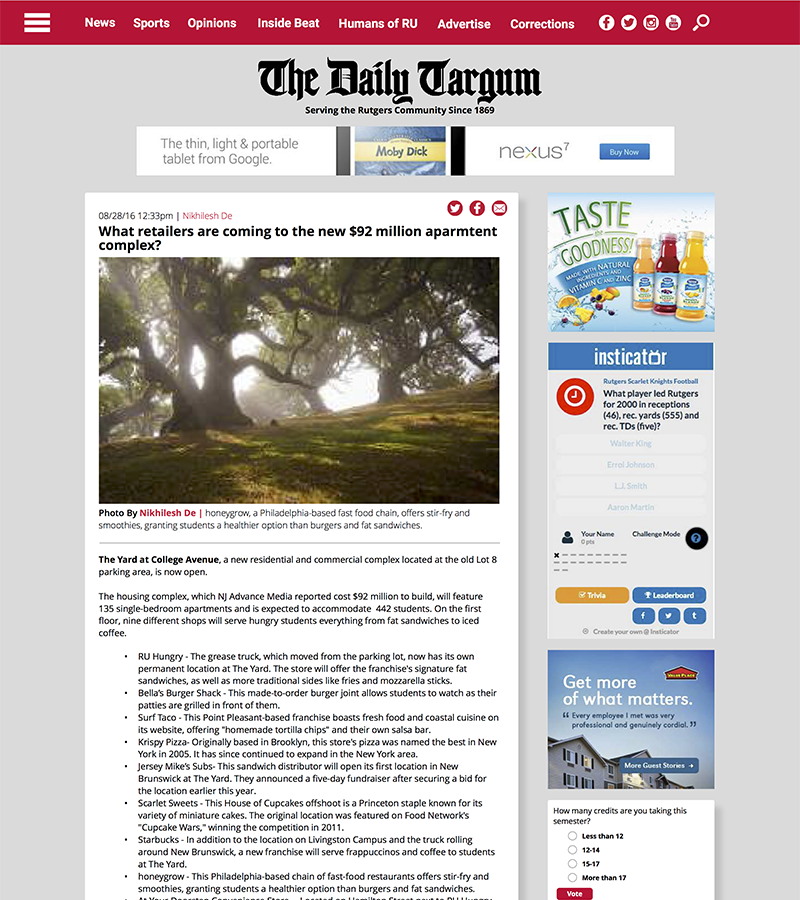 News Sports Opinions Inside Beat Humans of RU Advertise Corrections
The Daily Targum
Serving the Rutgers Community Since 1869
The thin, light & portable
tablet from Google.
Moby Dick
nexus7
Buy Now
08/28/16 12:33pm | Nikhilesh De
What retailers are coming to the new $92 million aparmtent
complex?
Photo By Nikhilesh De | honeygrow, a Philadelphia-based fast food chain, offers stir-fry and
smoothies, granting students a healthier option than burgers and fat sandwiches.
The Yard at College Avenue, a new residential and commercial complex located at the old Lot 8
parking area, is now open.
The housing complex, which NJ Advance Media reported cost $92 million to build, will feature
135 single-bedroom apartments and is expected to accommodate 442 students. On the first
floor, nine different shops will serve hungry students everything from fat sandwiches to iced
coffee.
• RU Hungry - The grease truck, which moved from the parking lot, now has its own
permanent location at The Yard. The store will offer the franchise's signature fat
sandwiches, as well as more traditional sides like fries and mozzarella sticks.
• Bella's Burger Shack - This made-to-order burger joint allows students to watch as their
patties are grilled in front of them.
• Surf Taco - This Point Pleasant-based franchise boasts fresh food and coastal cuisine on
its website, offering "homemade tortilla chips" and their own salsa bar.
• Krispy Pizza- Originally based in Brooklyn, this store's pizza was named the best in New
York in 2005. It has since continued to expand in the New York area.
• Jersey Mike's Subs- This sandwich distributor will open its first location in New
Brunswick at The Yard. They announced a five-day fundraiser after securing a bid for
the location earlier this year.
• Scarlet Sweets - This House of Cupcakes offshoot is a Princeton staple known for its
variety of miniature cakes. The original location was featured on Food Network's
"Cupcake Wars," winning the competition in 2011.
• Starbucks - In addition to the location on Livingston Campus and the truck rolling
around New Brunswick, a new franchise will serve frappuccinos and coffee to students
at The Yard.
• honeygrow - This Philadelphia-based chain of fast-food restaurants offers stir-fry and
smoothies, granting students a healthier option than burgers and fat sandwiches.
• At Your Doorstep Convenience Store - Located on Hamilton Street next to RU Hungry,
TASTE
the
GOODNESS!
MADE WITH NATURAL
INGREDIENTS AND
VITAMIN C AND ZINC
insticator
Rutgers Scarlet Knights Football
What player led Rutgers
for 2000 in receptions
(46), rec. yards (555) and
rec. TDs (five)?
Walter King
Errol Johnson
L.J. Smith
Aaron Martin
Your Name
0 pts
Challenge Mode
?
Trivia
Leaderboard
Create your own @ Insticator
VALUE PLACE
Get more
of what matters.
“ Every employee I met was very
professional and genuinely cordial. ”
More Guest Stories
How many credits are you taking this
semester?
Less than 12
12-14
15-17
More than 17
Vote